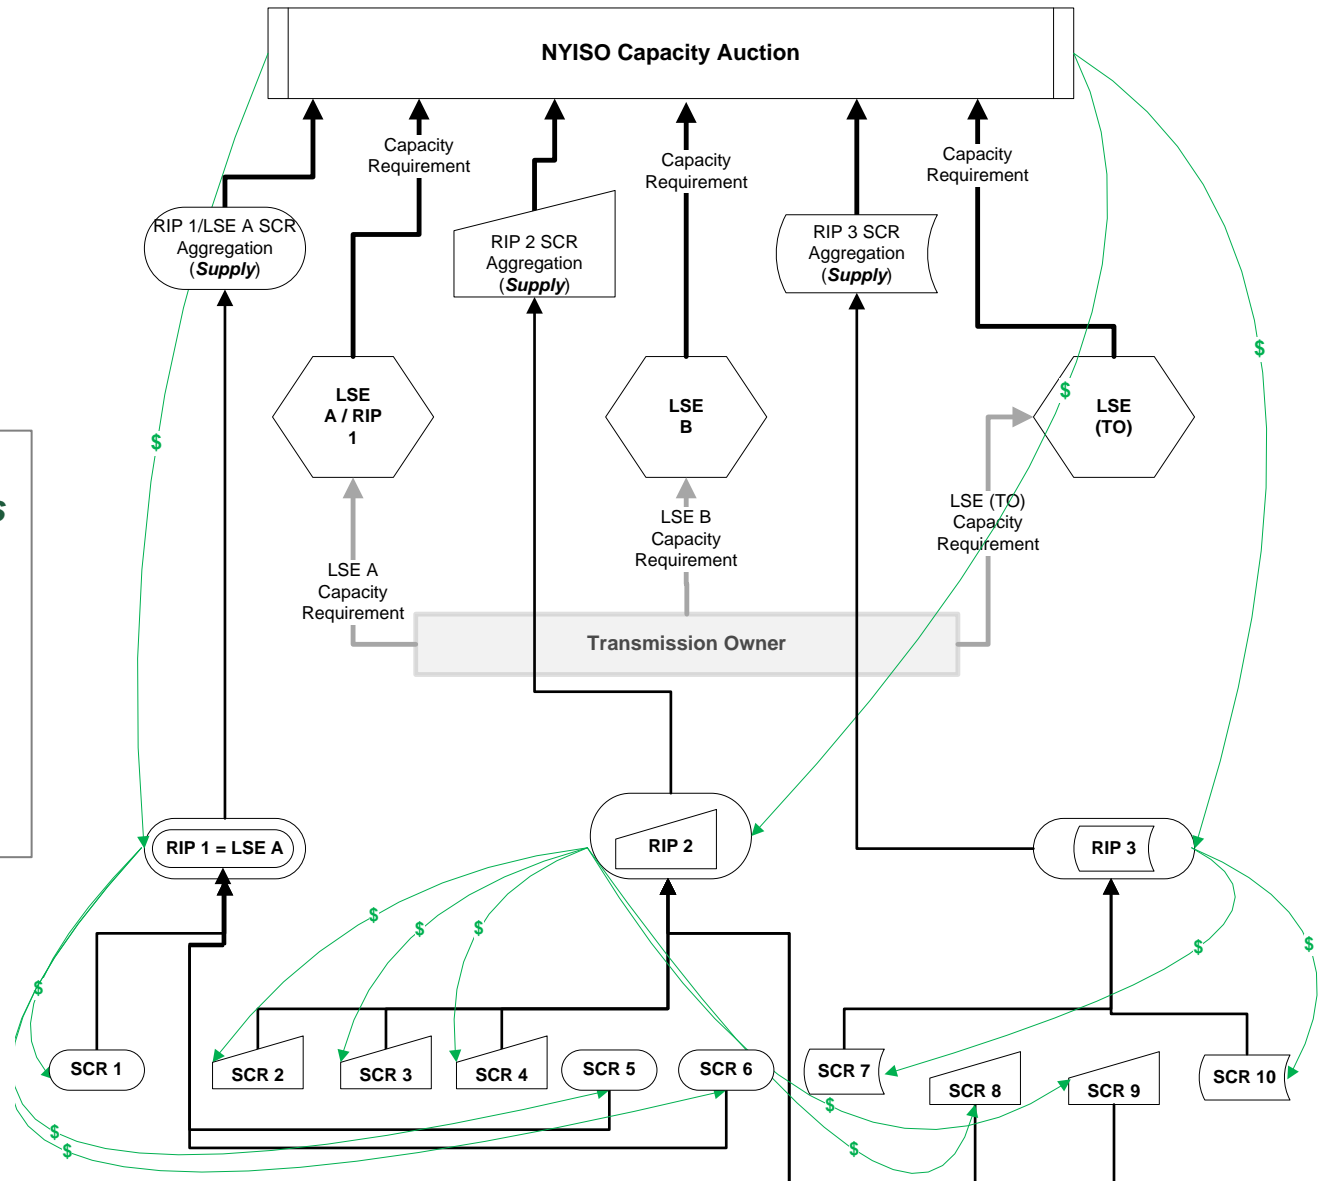 NYISO Capacity Auction
Capacity
Requirement
Capacity
Requirement
Capacity
Requirement
RIP 1/LSE A SCR
Aggregation
(Supply)
RIP 2 SCR
Aggregation
(Supply)
RIP 3 SCR
Aggregation
(Supply)
$
$
$
LSE
A / RIP
1
LSE
B
LSE
(TO)
s
LSE A
Capacity
Requirement
LSE B
Capacity
Requirement
LSE (TO)
Capacity
Requirement
Transmission Owner
RIP 1 = LSE A
RIP 2
RIP 3
$
$
$
$
$
$
SCR 1
SCR 2
SCR 3
SCR 4
SCR 5
SCR 6
SCR 7
SCR 8
SCR 9
SCR 10
$
$
$
$